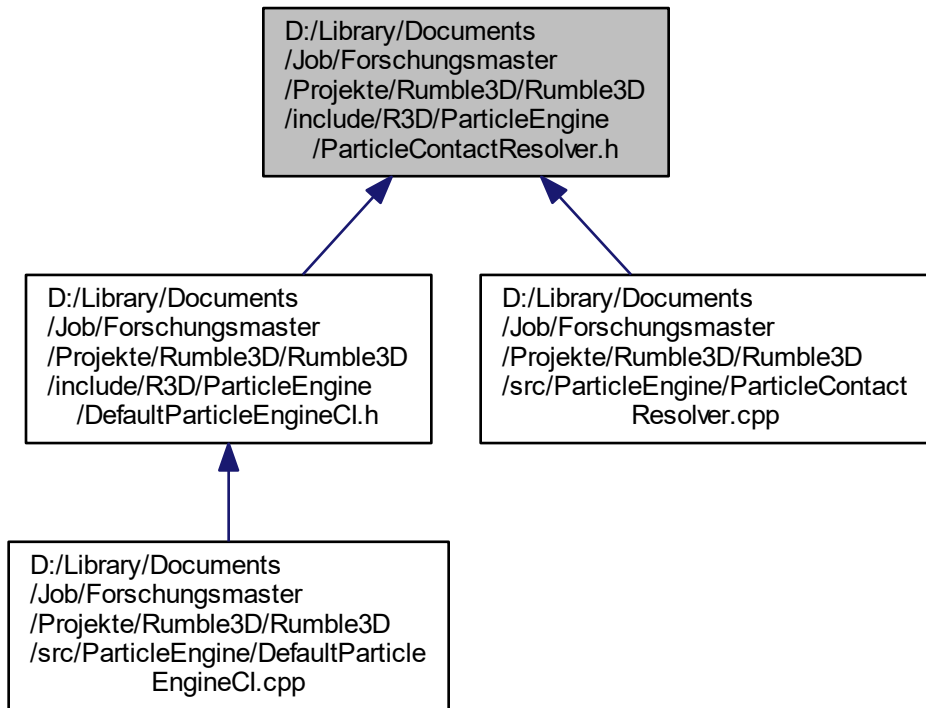 D:/Library/Documents
/Job/Forschungsmaster
/Projekte/Rumble3D/Rumble3D
/include/R3D/ParticleEngine
/ParticleContactResolver.h
D:/Library/Documents
/Job/Forschungsmaster
/Projekte/Rumble3D/Rumble3D
/include/R3D/ParticleEngine
/DefaultParticleEngineCI.h
D:/Library/Documents
/Job/Forschungsmaster
/Projekte/Rumble3D/Rumble3D
/src/ParticleEngine/ParticleContact
Resolver.cpp
D:/Library/Documents
/Job/Forschungsmaster
/Projekte/Rumble3D/Rumble3D
/src/ParticleEngine/DefaultParticle
EngineCI.cpp